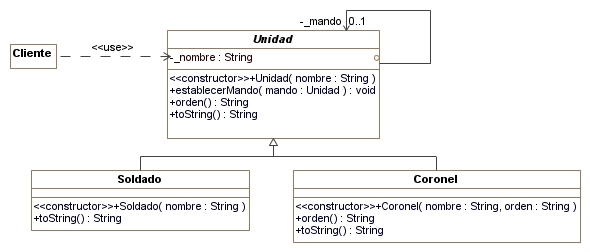 -_mando 0..1
Unidad
Cliente
<<use>>
-_nombre : String
<<constructor>>+Unidad( nombre : String )
+establecerMando( mando : Unidad ) : void
+orden() : String
+toString() : String
Soldado
<<constructor>>+Soldado( nombre : String )
+toString() : String
Coronel
<<constructor>>+Coronel( nombre : String, orden : String )
+orden() : String
+toString() : String